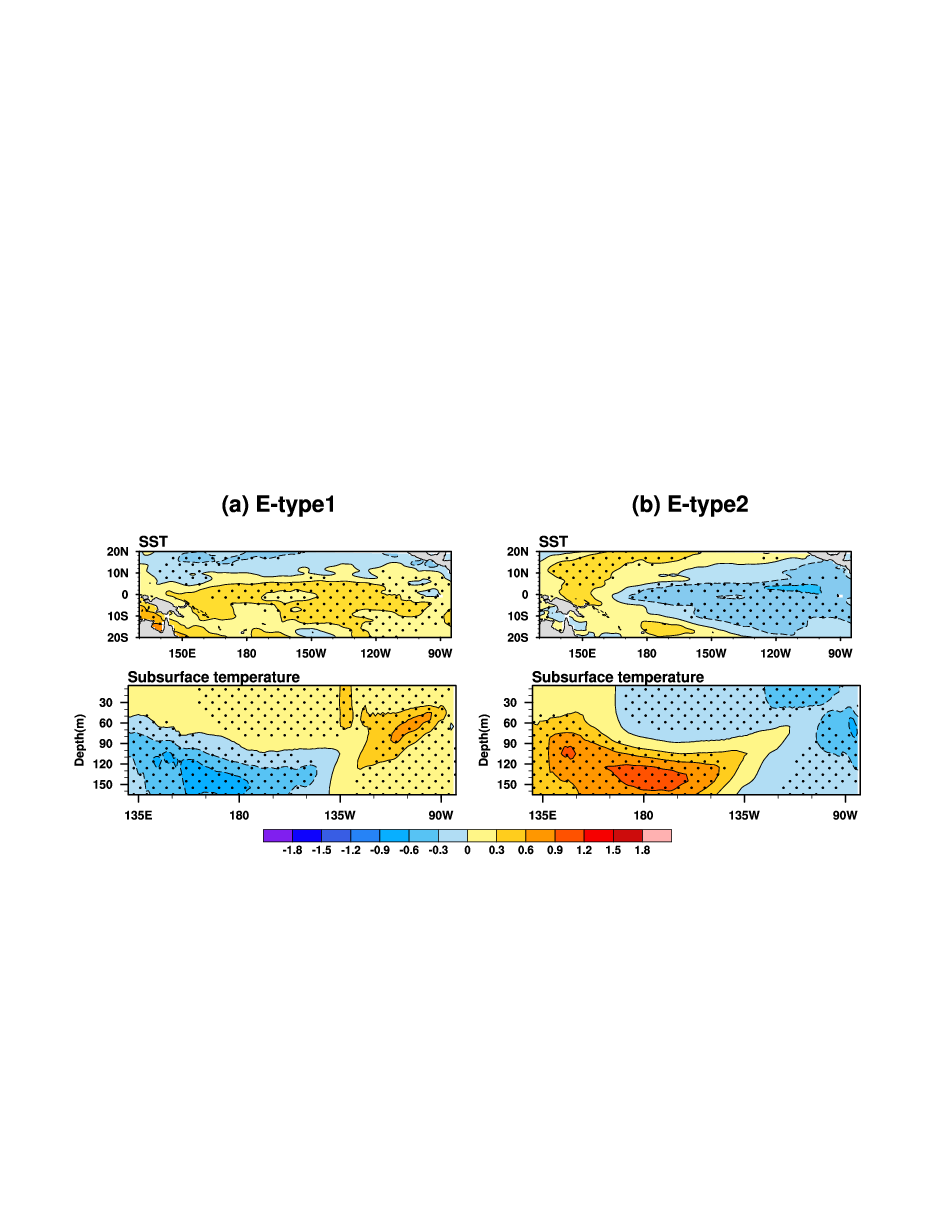 (a) E-type1
(b) E-type2
SST
20N
10N
0
10S
20S
150E 180 150W 120W 90W
SST
20N
10N
0
10S
20S
150E 180 150W 120W 90W
Subsurface temperature
Depth(m)
30
60
90
120
150
135E 180 135W 90W
Subsurface temperature
Depth(m)
30
60
90
120
150
135E 180 135W 90W
-1.8 -1.5 -1.2 -0.9 -0.6 -0.3 0 0.3 0.6 0.9 1.2 1.5 1.8